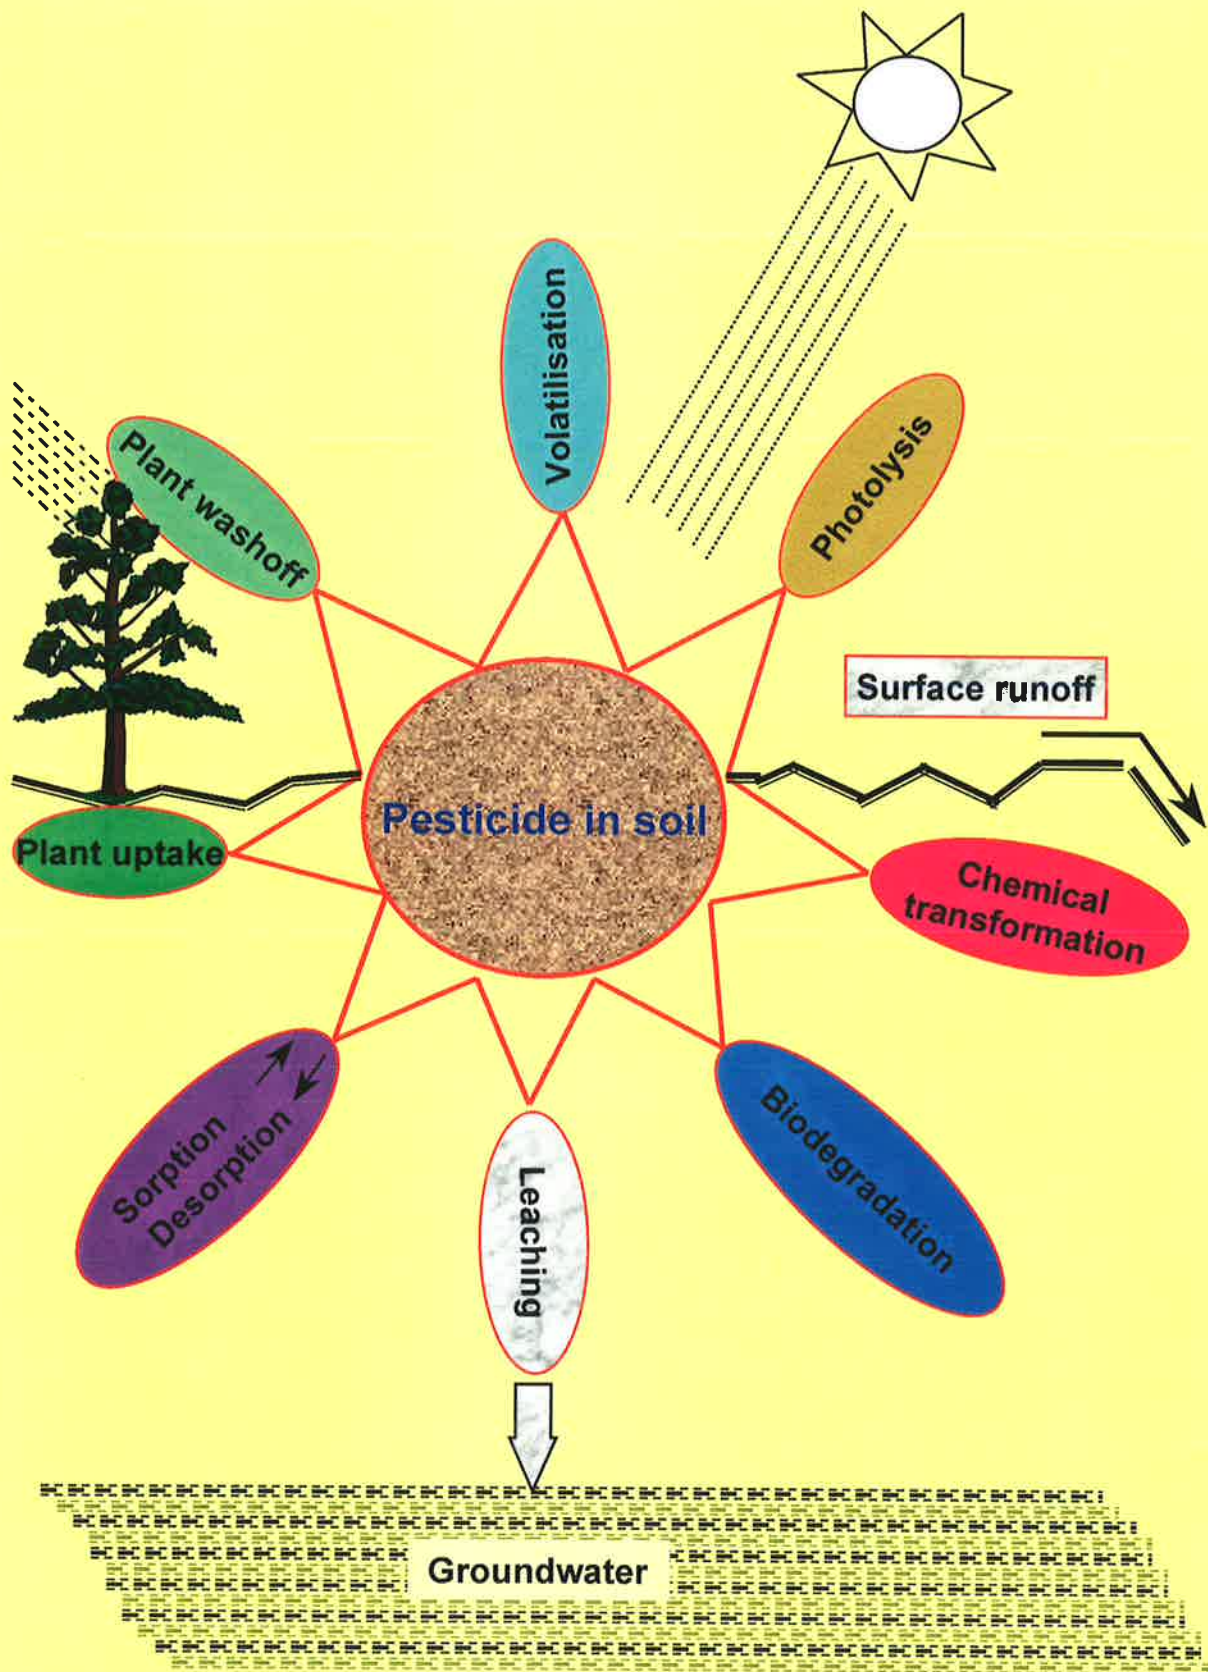 Volatilisation
Photolysis
Plant washoff
Surface runoff
Pesticide in soil
Plant uptake
Chemical
transformation
Sorption
Desorption
Leaching
Biodegradation
Groundwater